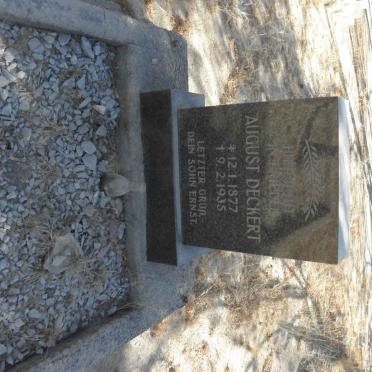 AUGUST DECKERT
* 12.1.1877
† 9.2.1935
LETZTER GRUß,
DEIN SOHN ERNST.